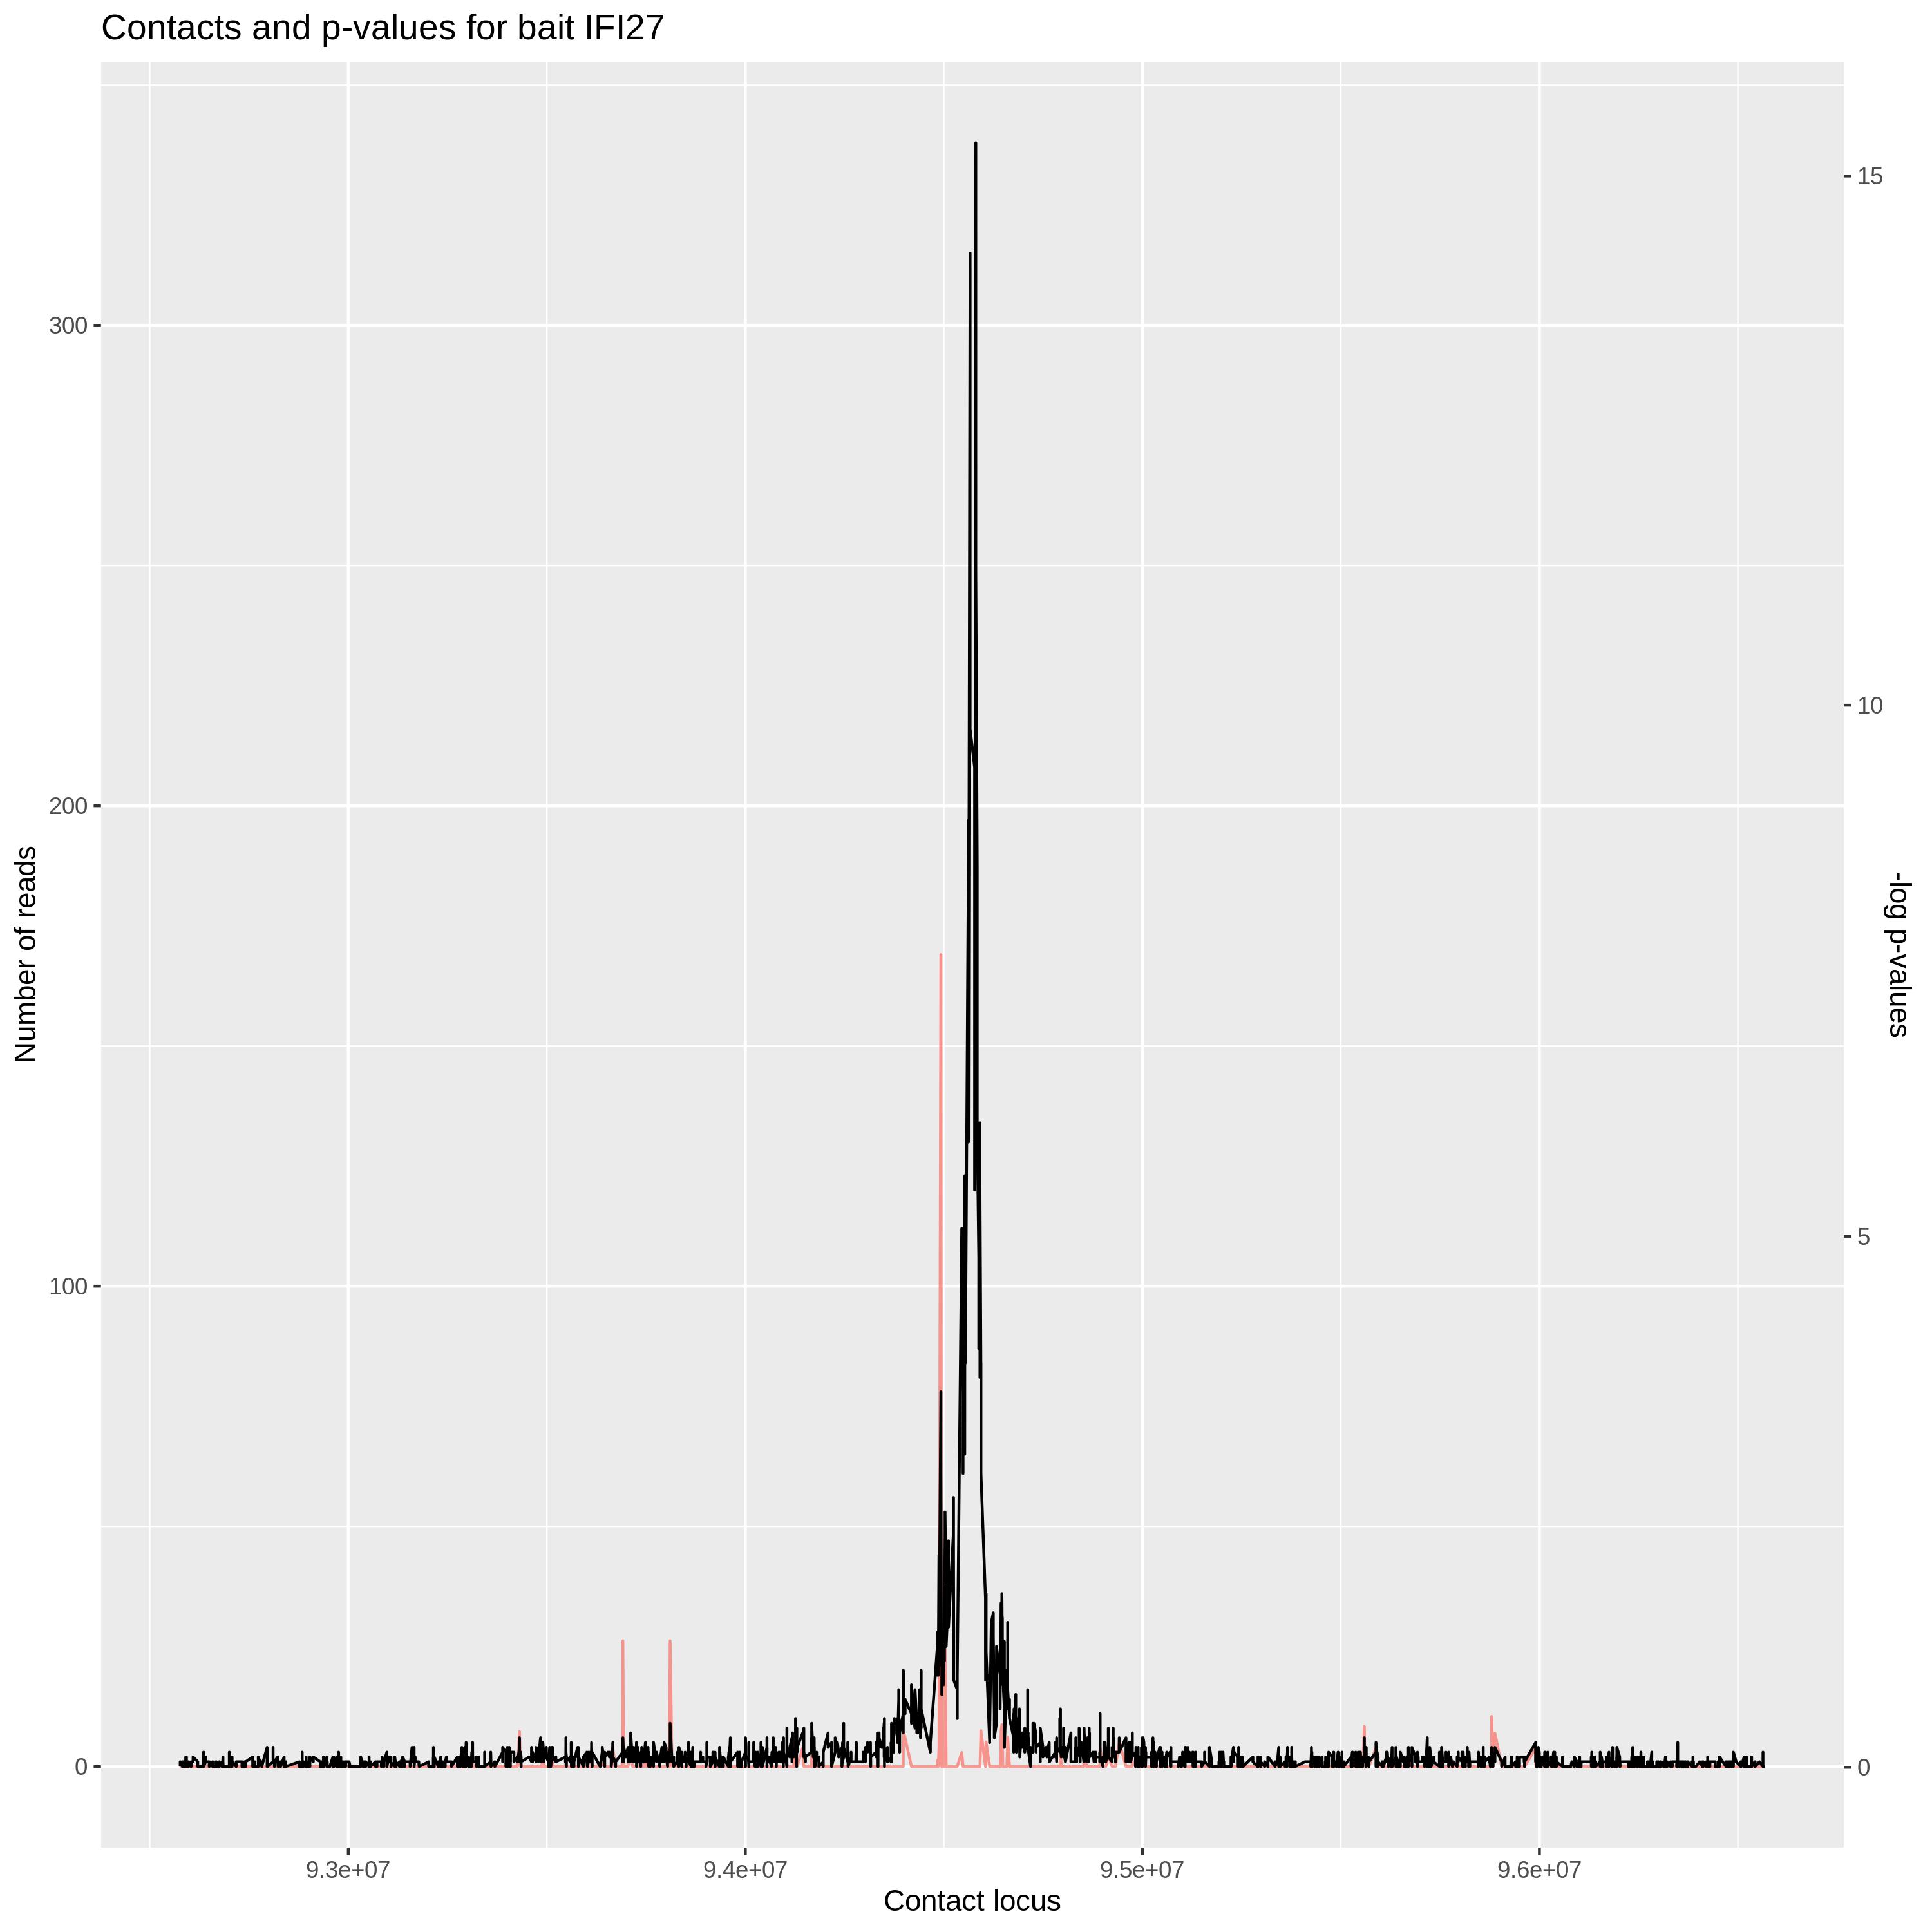 Contacts and p-values for bait IFI27
300
200
100
0
Number of reads
15
10
5
0
-log p-values
9.3e+07
9.4e+07
9.5e+07
9.6e+07
Contact locus